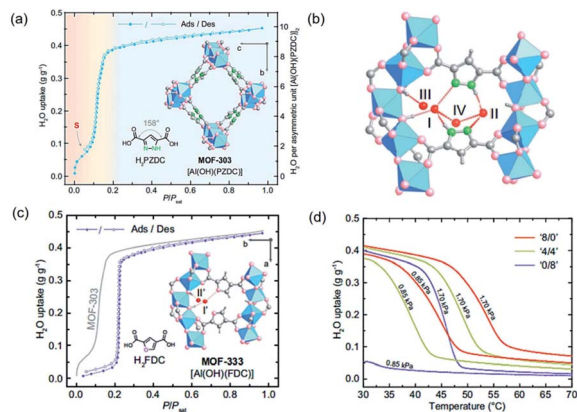 (a)
Ads / Des
H₂O uptake (g g⁻¹)
0.5
0.4
0.3
0.2
0.1
0.0
S
158°
H₂PZDC
MOF-303
[Al(OH)(PZDC)]
c
b
10
8
6
4
2
0
H₂O per asymmetric unit [Al(OH)(PZDC)]₂
0.0 0.2 0.4 0.6 0.8 1.0
P/Psat
(b)
III
I
IV
II
(c)
Ads / Des
H₂O uptake (g g⁻¹)
0.5
0.4
0.3
0.2
0.1
0.0
MOF-303
b
a
II'
I'
H₂FDC
MOF-333
[Al(OH)(FDC)]
0.0 0.2 0.4 0.6 0.8 1.0
P/Psat
(d)
H₂O uptake (g g⁻¹)
0.5
0.4
0.3
0.2
0.1
0.0
'8/0'
'4/4'
'0/8'
0.85 kPa
0.85 kPa
1.70 kPa
1.70 kPa
1.70 kPa
0.85 kPa
30 35 40 45 50 55 60 65 70
Temperature (°C)